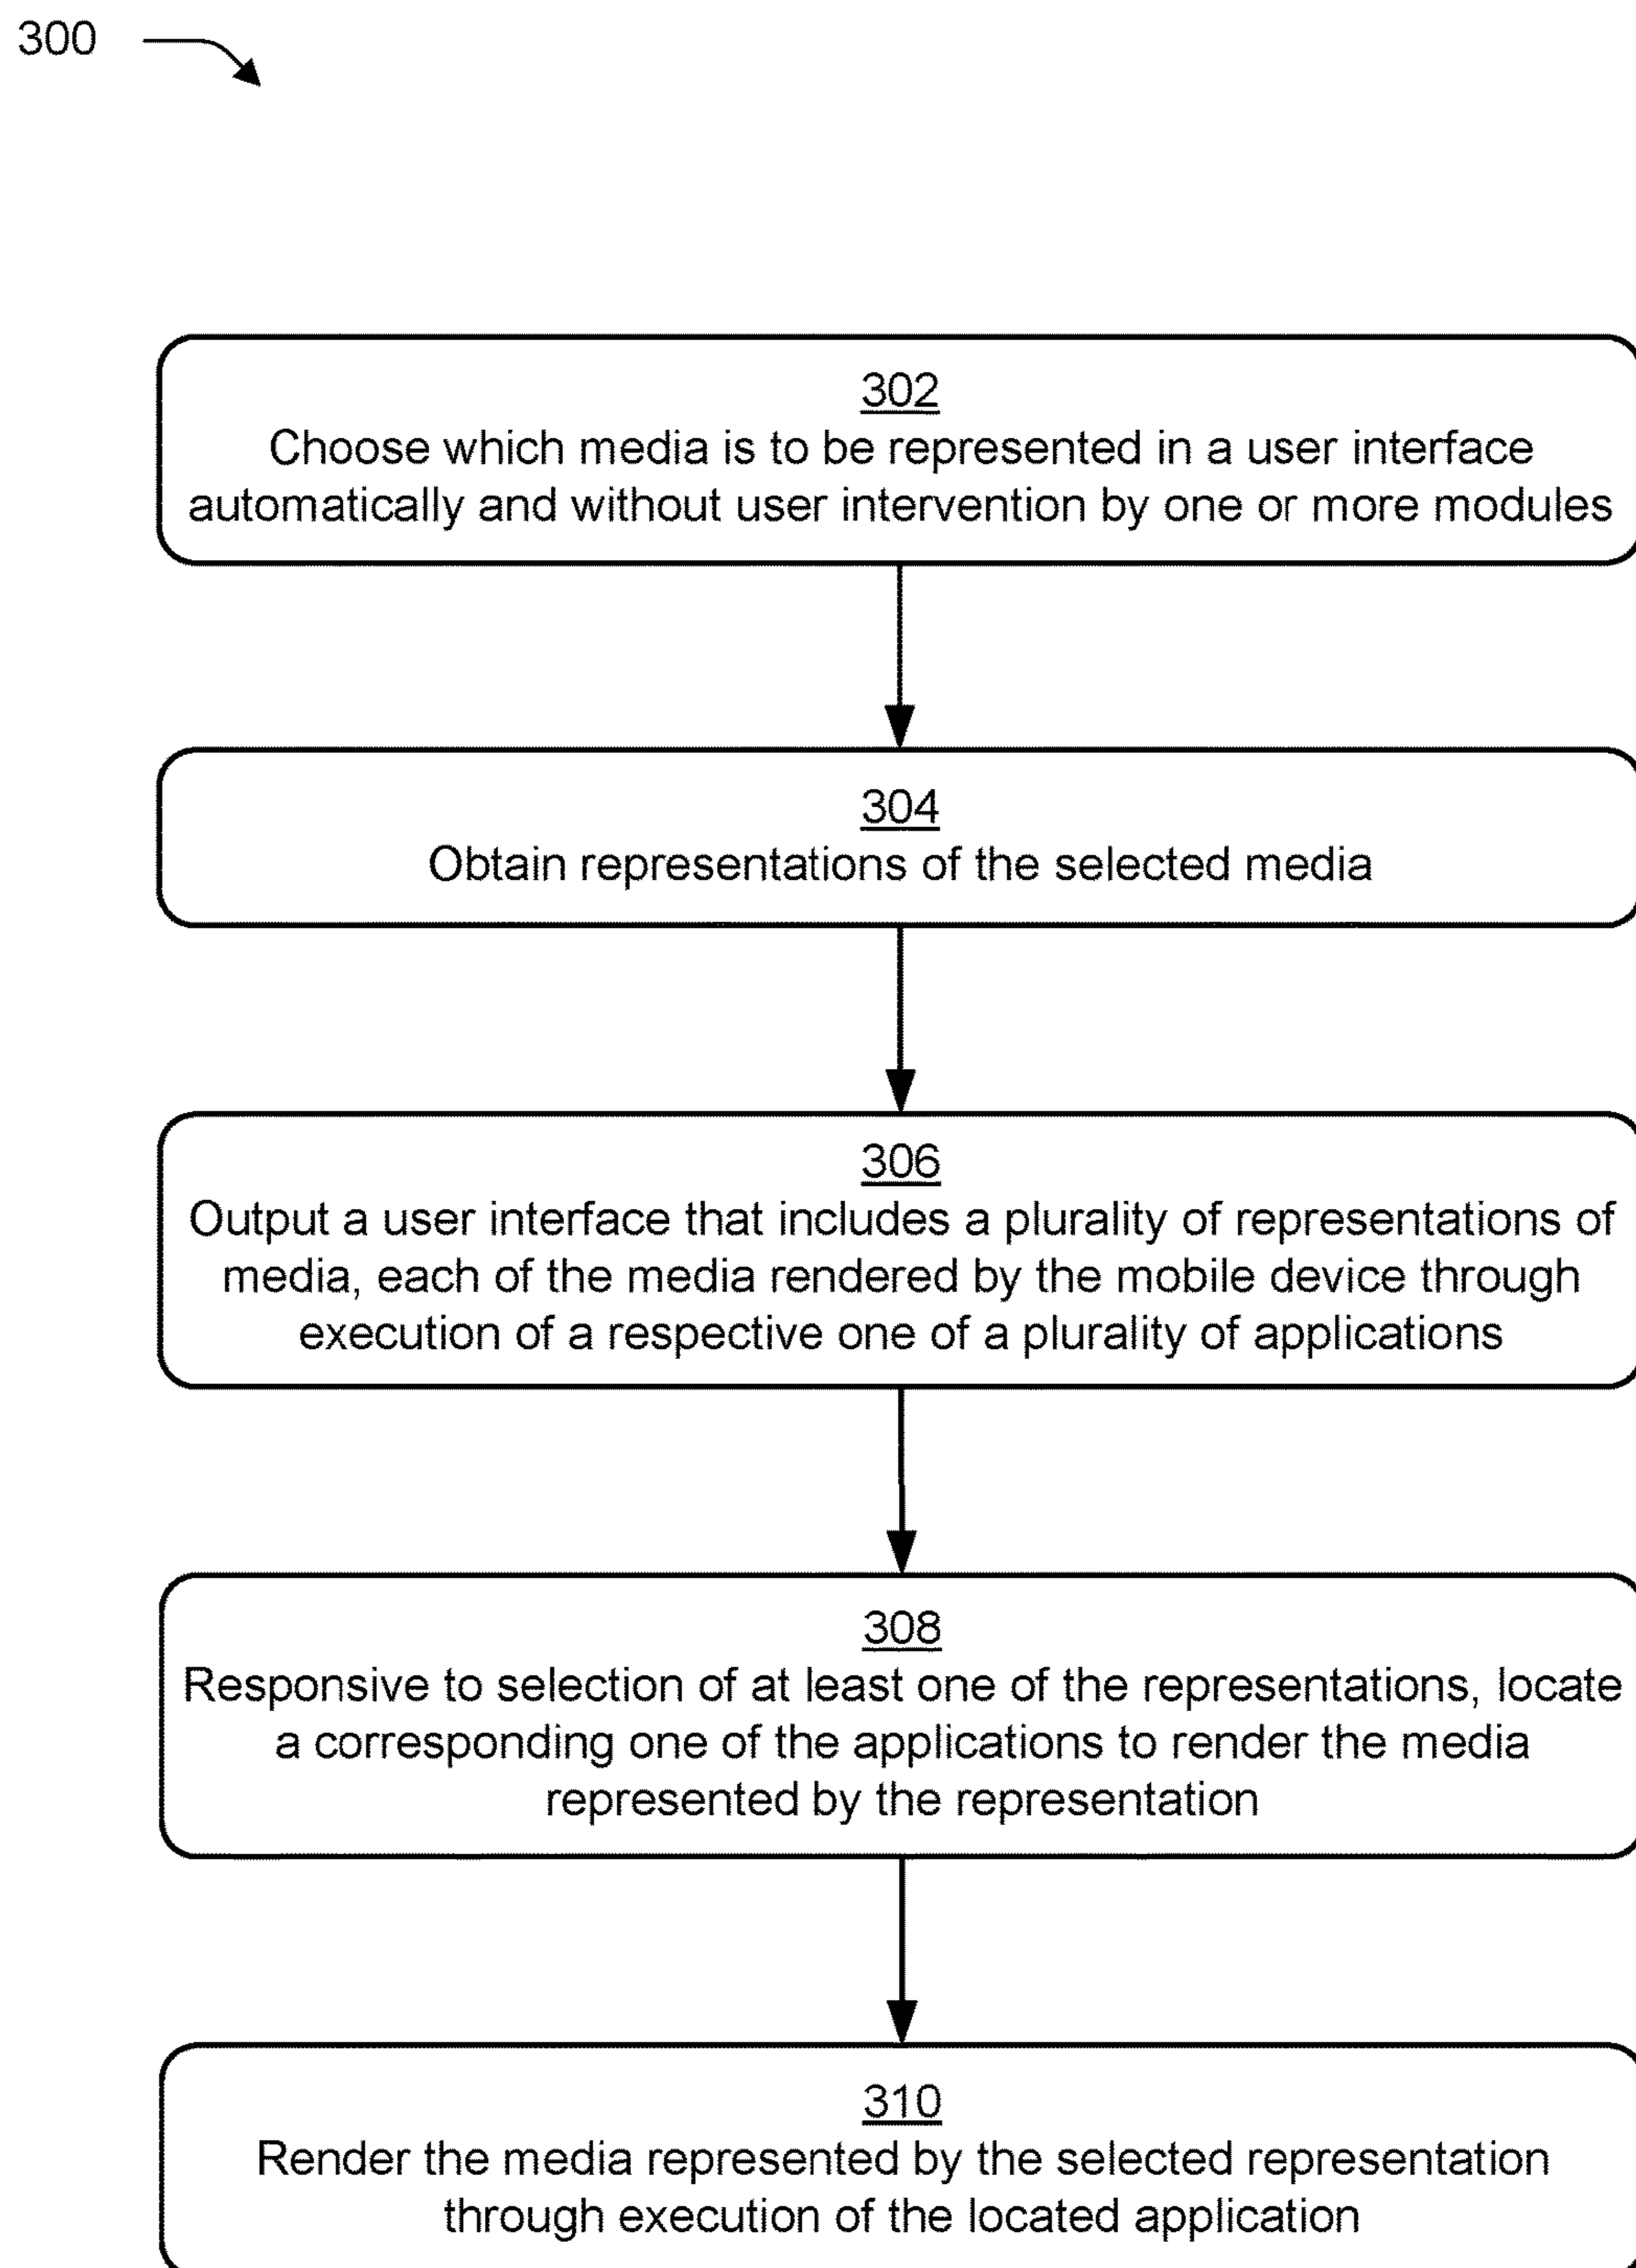 300
302
Choose which media is to be represented in a user interface
automatically and without user intervention by one or more modules
304
Obtain representations of the selected media
306
Output a user interface that includes a plurality of representations of
media, each of the media rendered by the mobile device through
execution of a respective one of a plurality of applications
308
Responsive to selection of at least one of the representations, locate
a corresponding one of the applications to render the media
represented by the representation
310
Render the media represented by the selected representation
through execution of the located application